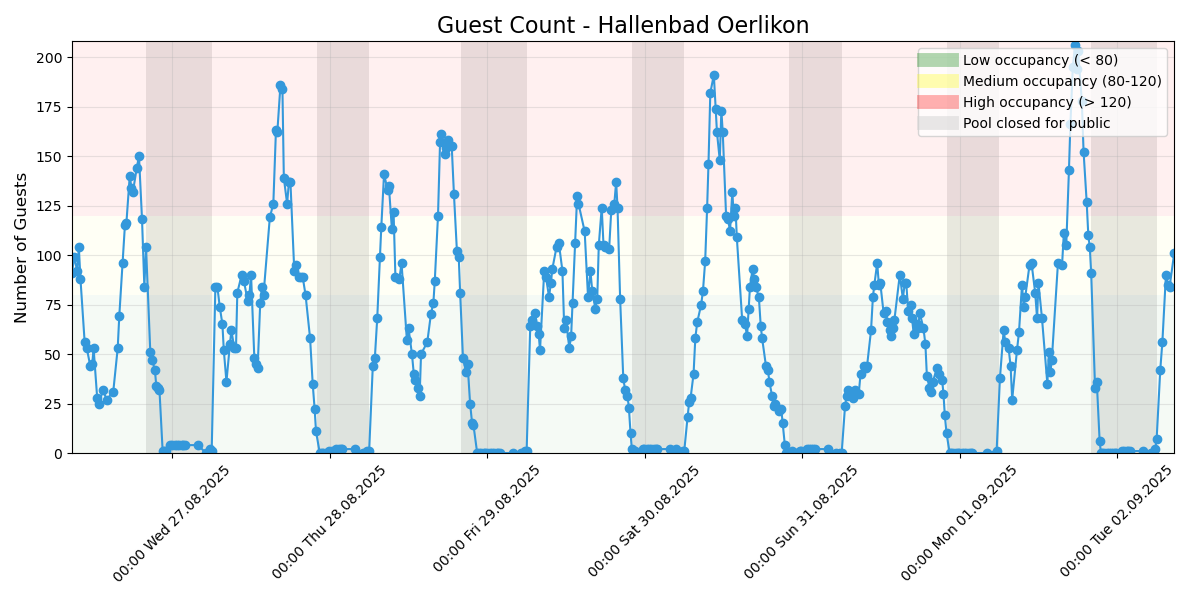 Guest Count - Hallenbad Oerlikon
Number of Guests
200
175
150
125
100
75
50
25
0
Low occupancy (< 80)
Medium occupancy (80-120)
High occupancy (> 120)
Pool closed for public
00:00 Wed 27.08.2025
00:00 Thu 28.08.2025
00:00 Fri 29.08.2025
00:00 Sat 30.08.2025
00:00 Sun 31.08.2025
00:00 Mon 01.09.2025
00:00 Tue 02.09.2025